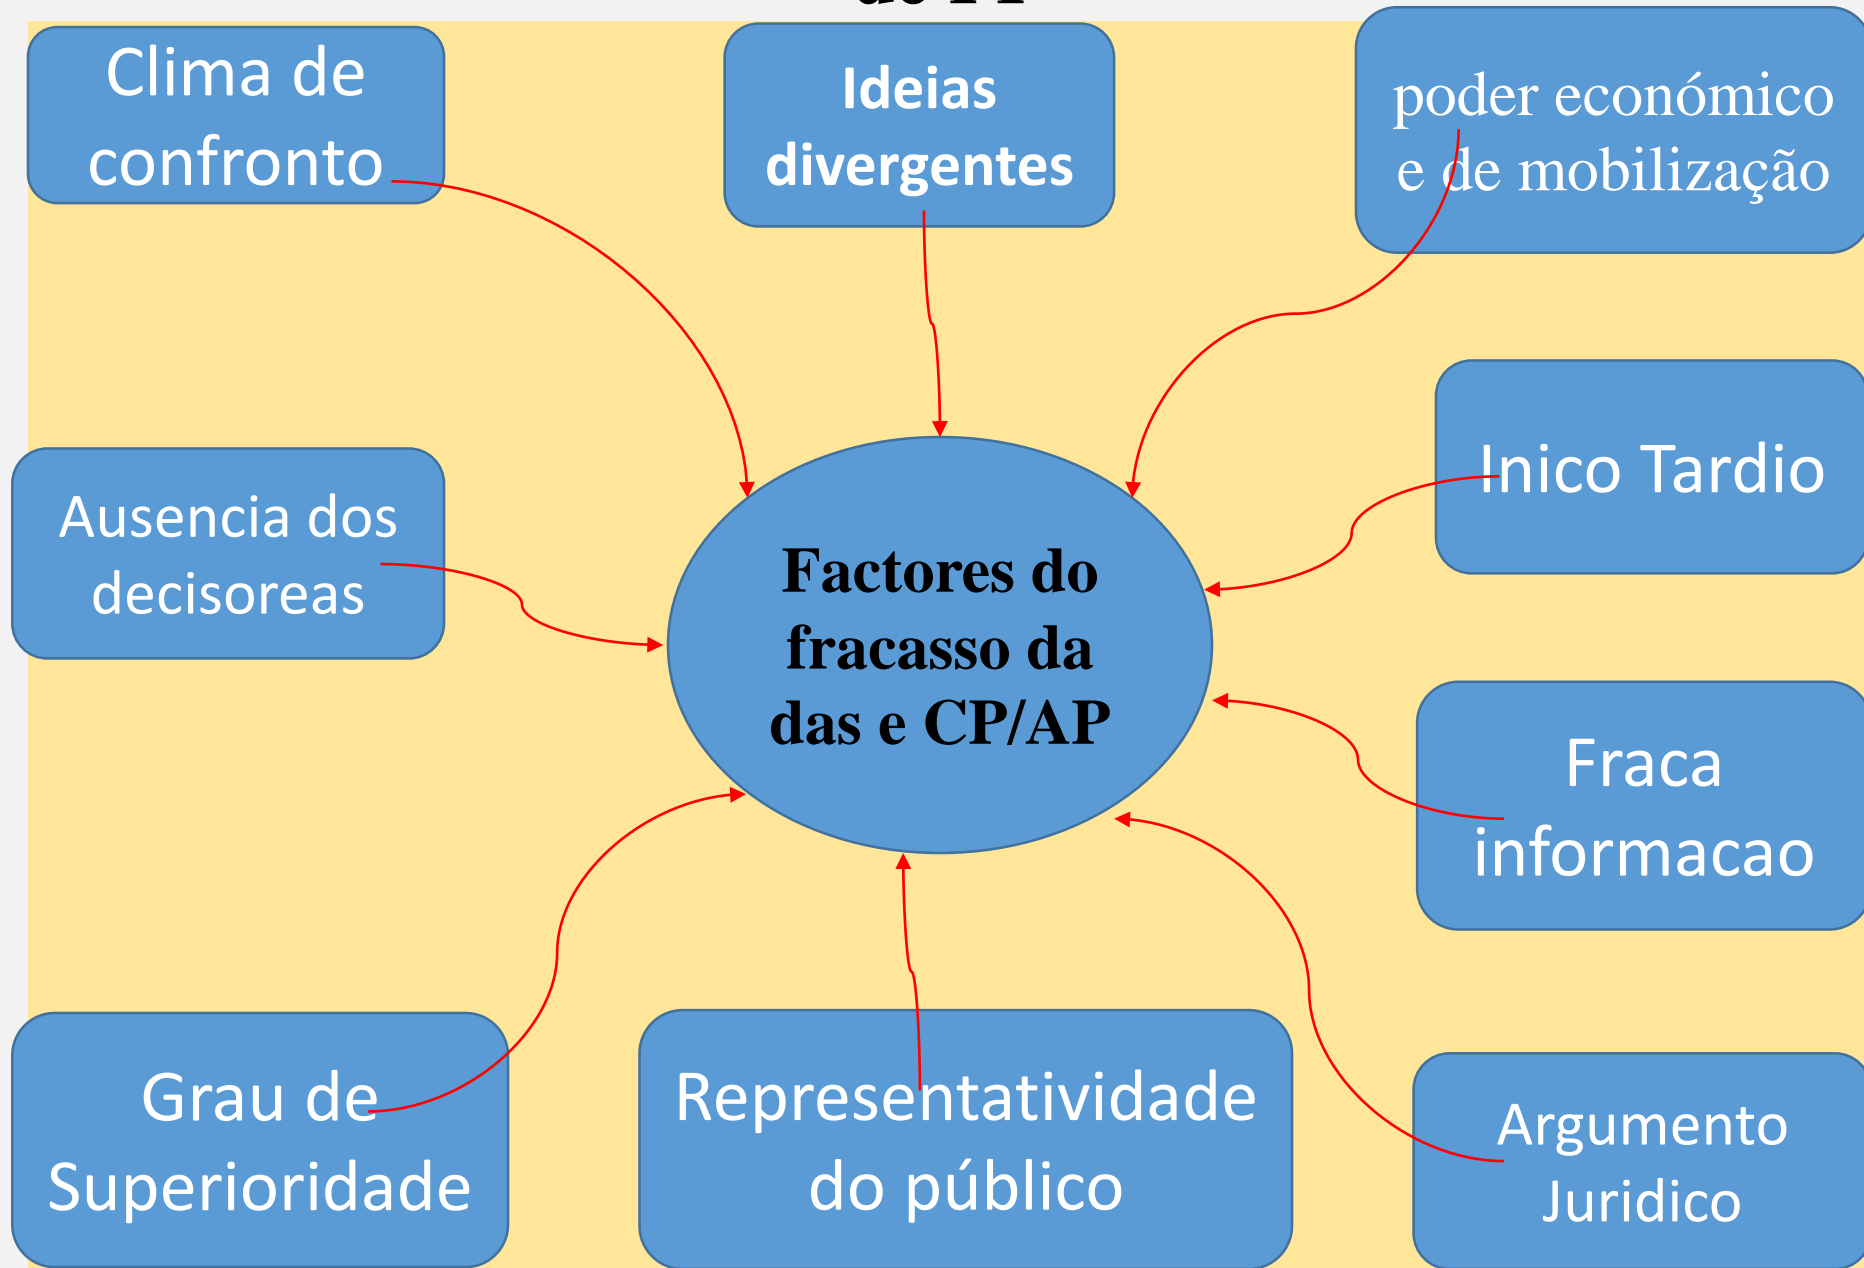 Clima de
confronto
Ideias
divergentes
poder económico
e de mobilização
Ausencia dos
decisoreas
Inico Tardio
Factores do
fracasso da
das e CP/AP
Fraca
informacao
Grau de
Superioridade
Representatividade
do público
Argumento
Juridico